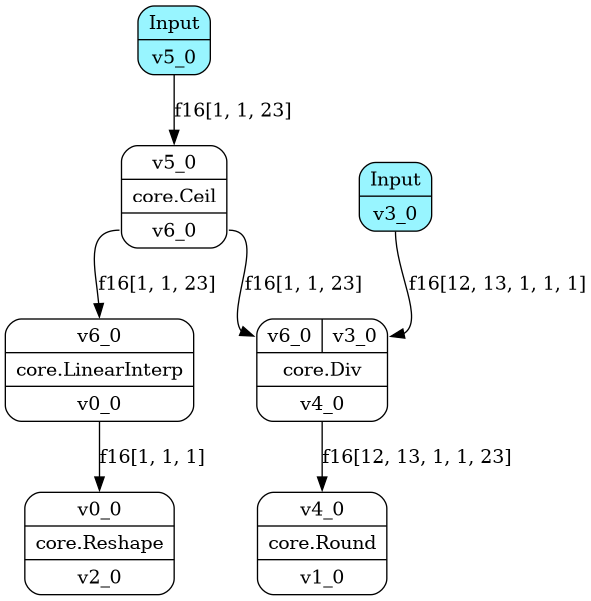 Input
v5_0
f16[1, 1, 23]
v5_0
core.Ceil
v6_0
Input
v3_0
f16[1, 1, 23]
f16[1, 1, 23]
f16[12, 13, 1, 1, 1]
v6_0
core.LinearInterp
v0_0
v6_0 v3_0
core.Div
v4_0
f16[1, 1, 1]
f16[12, 13, 1, 1, 23]
v0_0
core.Reshape
v2_0
v4_0
core.Round
v1_0